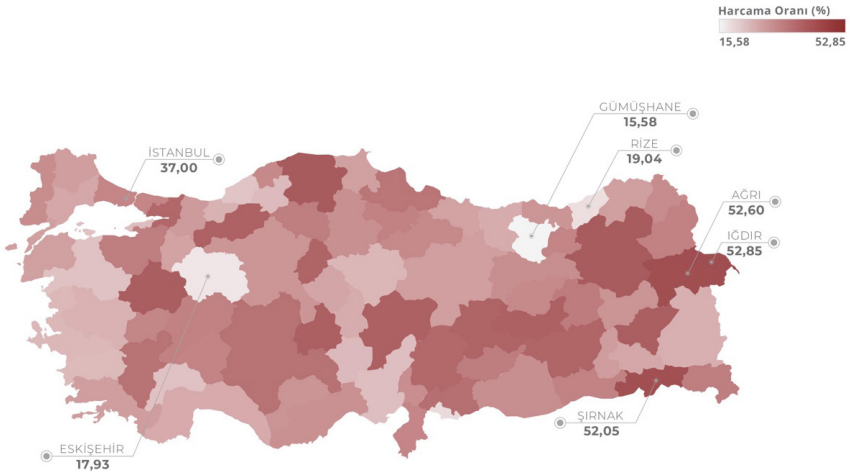 Harcama Oranı (%)
15,58 52,85
GÜMÜŞHANE
15,58
İSTANBUL
37,00
RİZE
19,04
AĞRI
52,60
IĞDIR
52,85
ŞIRNAK
52,05
ESKİŞEHİR
17,93